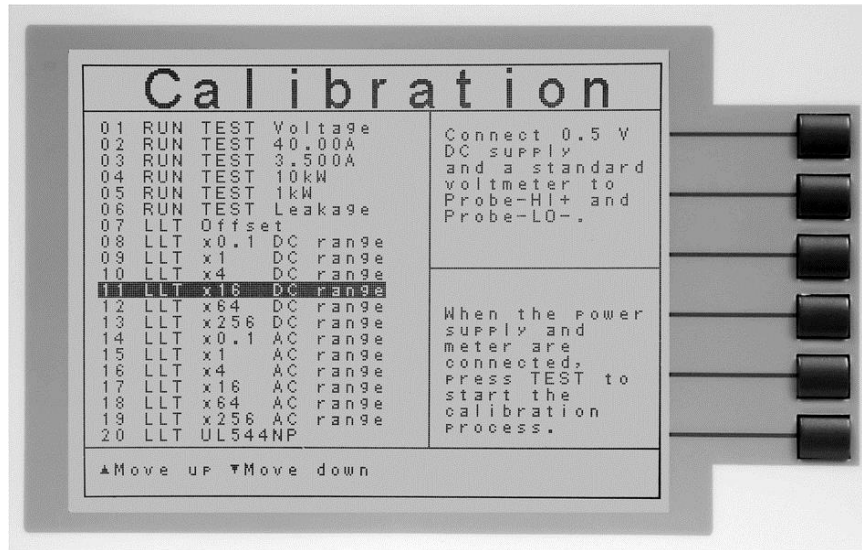 Calibration
01 RUN TEST Voltage
02 RUN TEST 40.00A
03 RUN TEST 3.500A
04 RUN TEST 10kW
05 RUN TEST 1kW
06 RUN TEST Leakage
07 LLT Offset
08 LLT x0.1 DC range
09 LLT x1 DC range
10 LLT x4 DC range
11 LLT x16 DC range
12 LLT x64 DC range
13 LLT x256 DC range
14 LLT x0.1 AC range
15 LLT x1 AC range
16 LLT x4 AC range
17 LLT x16 AC range
18 LLT x64 AC range
19 LLT x256 AC range
20 LLT UL544NP
Connect 0.5 V
DC supply
and a standard
voltmeter to
Probe-HI+ and
Probe-LO-.
When the power
supply and
meter are
connected,
press TEST to
start the
calibration
process.
▲Move up ▼Move down